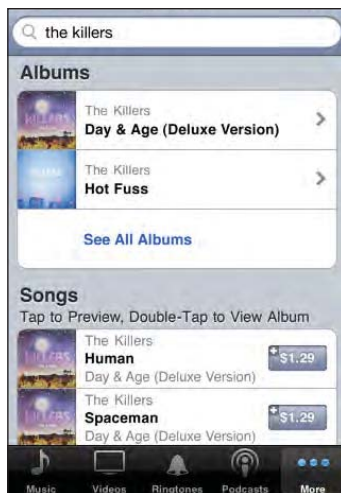 the killers
Albums
The Killers
Day & Age (Deluxe Version)
The Killers
Hot Fuss
See All Albums
Songs
Tap to Preview, Double-Tap to View Album
The Killers
Human
Day & Age (Deluxe Version)
$1.29
The Killers
Spaceman
Day & Age (Deluxe Version)
$1.29
Music Videos Ringtones Podcasts More